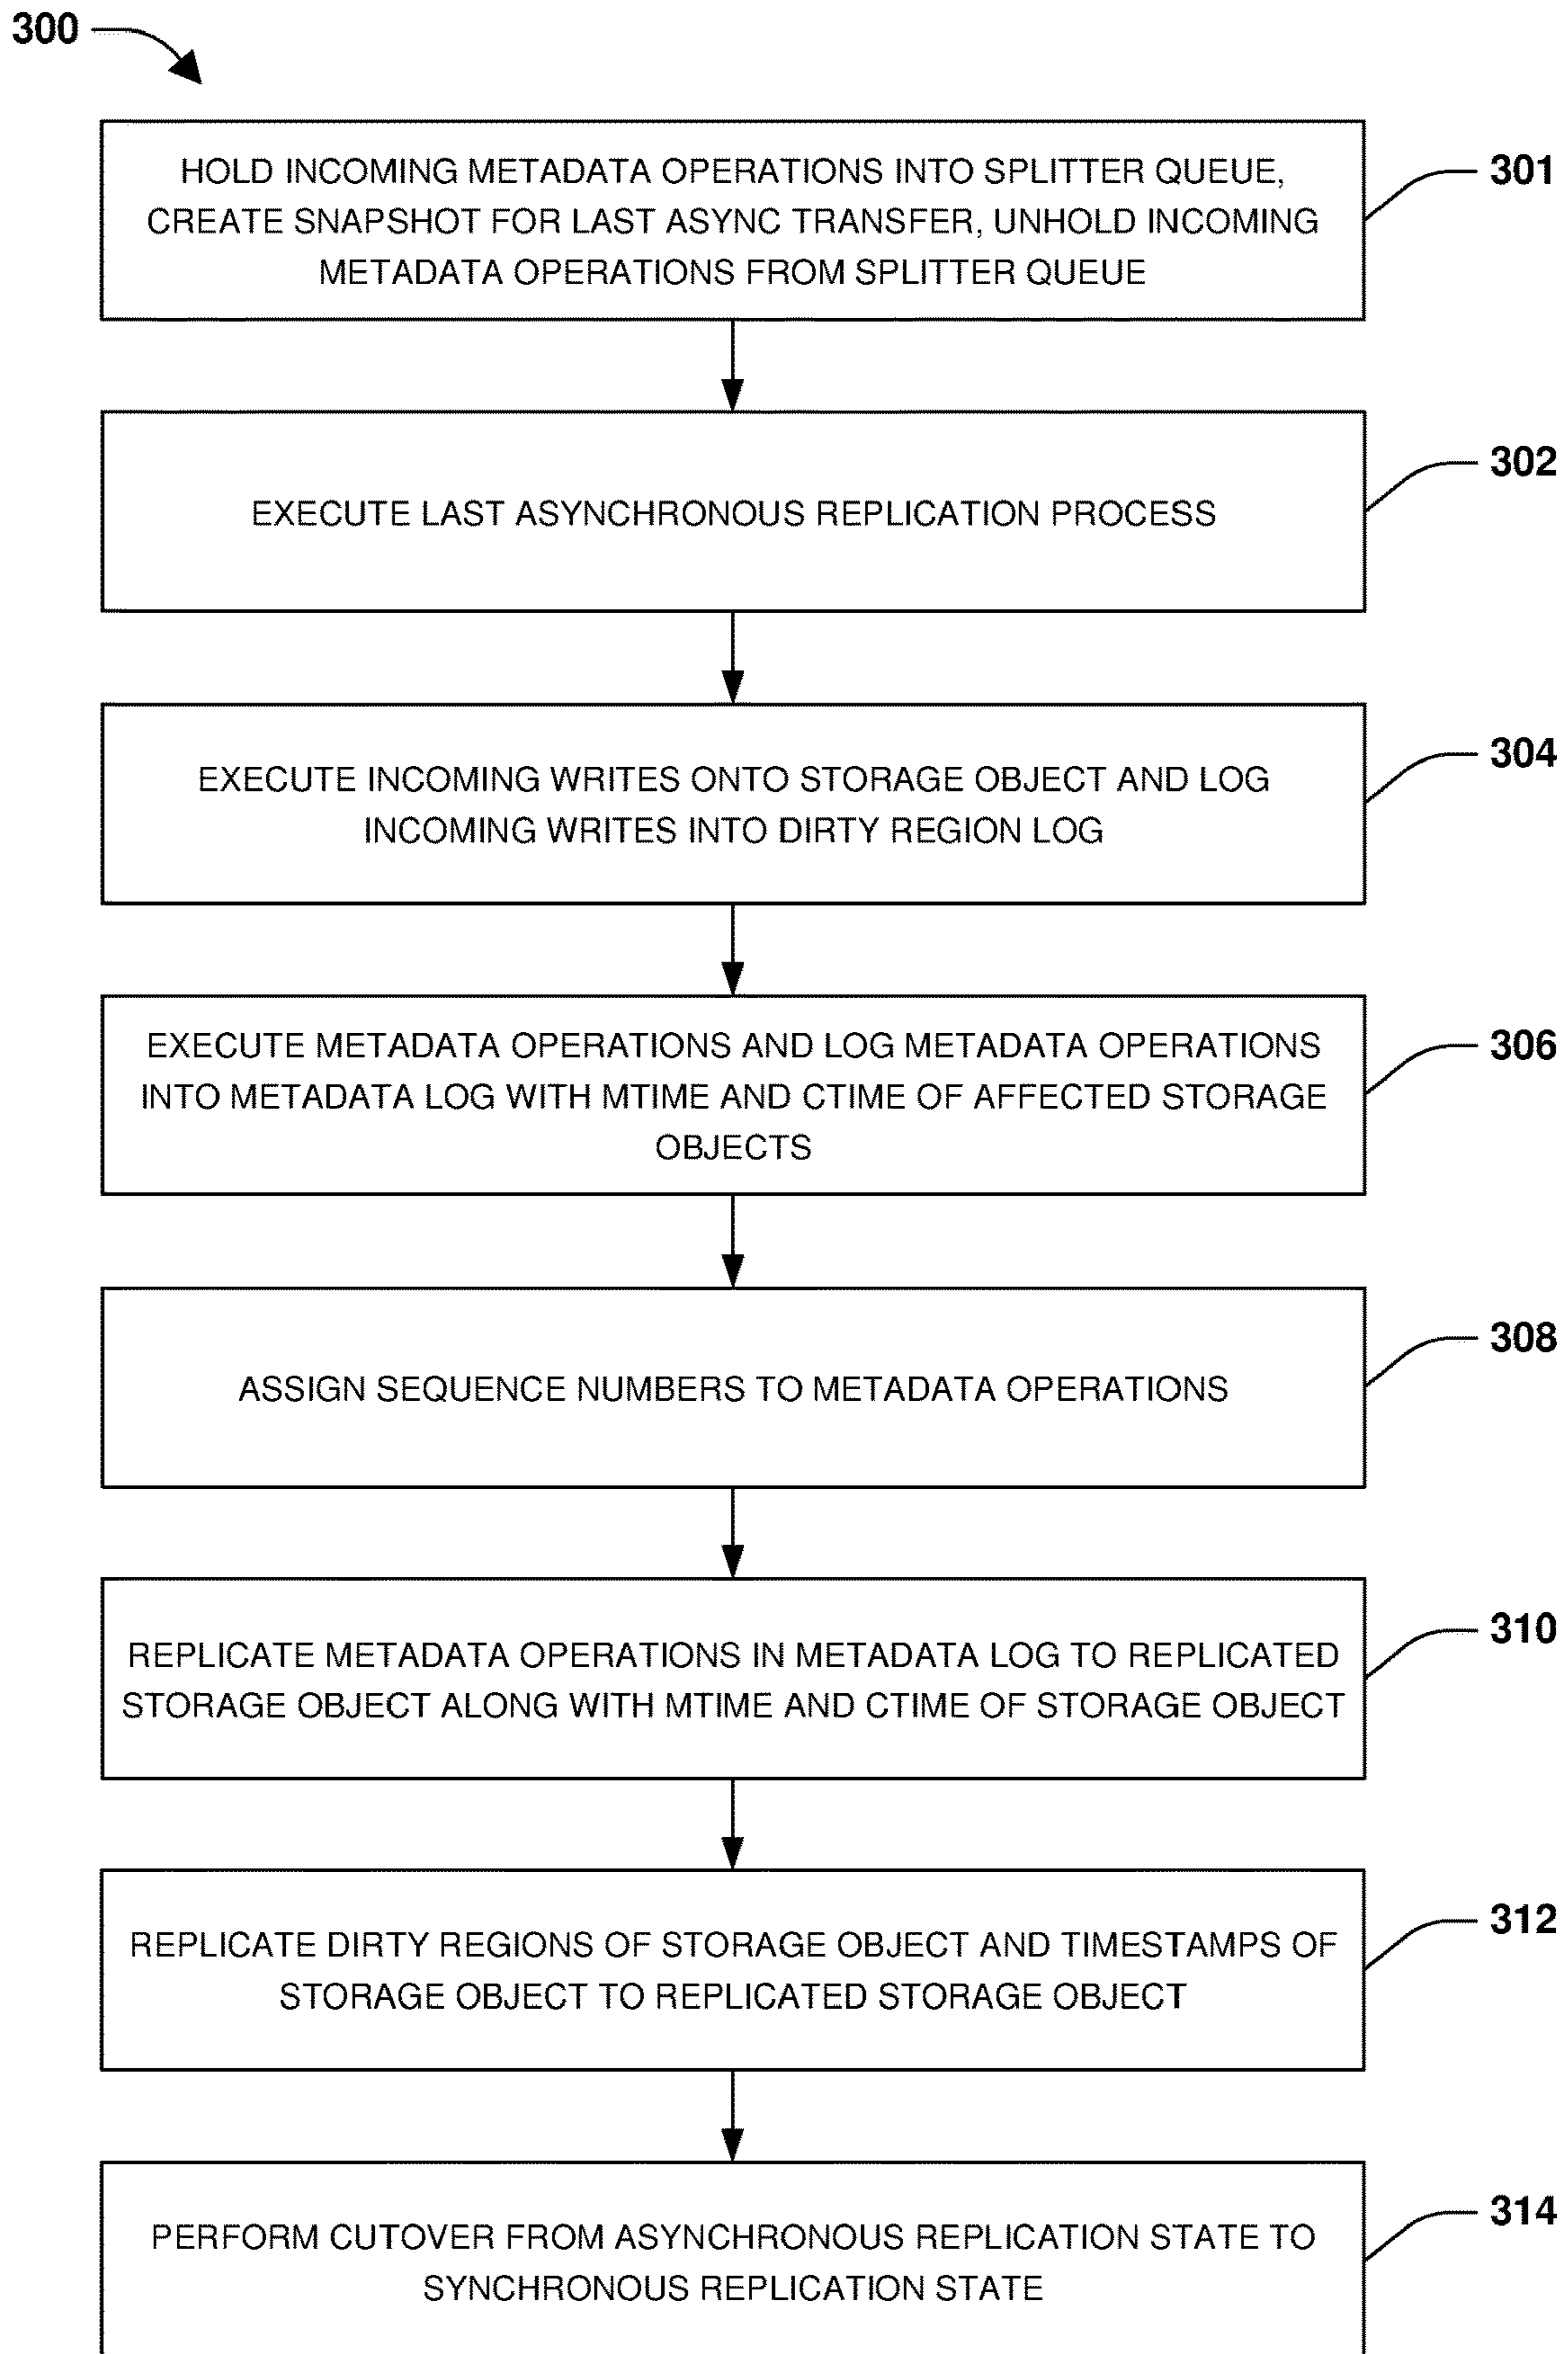 300
HOLD INCOMING METADATA OPERATIONS INTO SPLITTER QUEUE,
CREATE SNAPSHOT FOR LAST ASYNC TRANSFER, UNHOLD INCOMING
METADATA OPERATIONS FROM SPLITTER QUEUE
301
EXECUTE LAST ASYNCHRONOUS REPLICATION PROCESS
302
EXECUTE INCOMING WRITES ONTO STORAGE OBJECT AND LOG
INCOMING WRITES INTO DIRTY REGION LOG
304
EXECUTE METADATA OPERATIONS AND LOG METADATA OPERATIONS
INTO METADATA LOG WITH MTIME AND CTIME OF AFFECTED STORAGE
OBJECTS
306
ASSIGN SEQUENCE NUMBERS TO METADATA OPERATIONS
308
REPLICATE METADATA OPERATIONS IN METADATA LOG TO REPLICATED
STORAGE OBJECT ALONG WITH MTIME AND CTIME OF STORAGE OBJECT
310
REPLICATE DIRTY REGIONS OF STORAGE OBJECT AND TIMESTAMPS OF
STORAGE OBJECT TO REPLICATED STORAGE OBJECT
312
PERFORM CUTOVER FROM ASYNCHRONOUS REPLICATION STATE TO
SYNCHRONOUS REPLICATION STATE
314